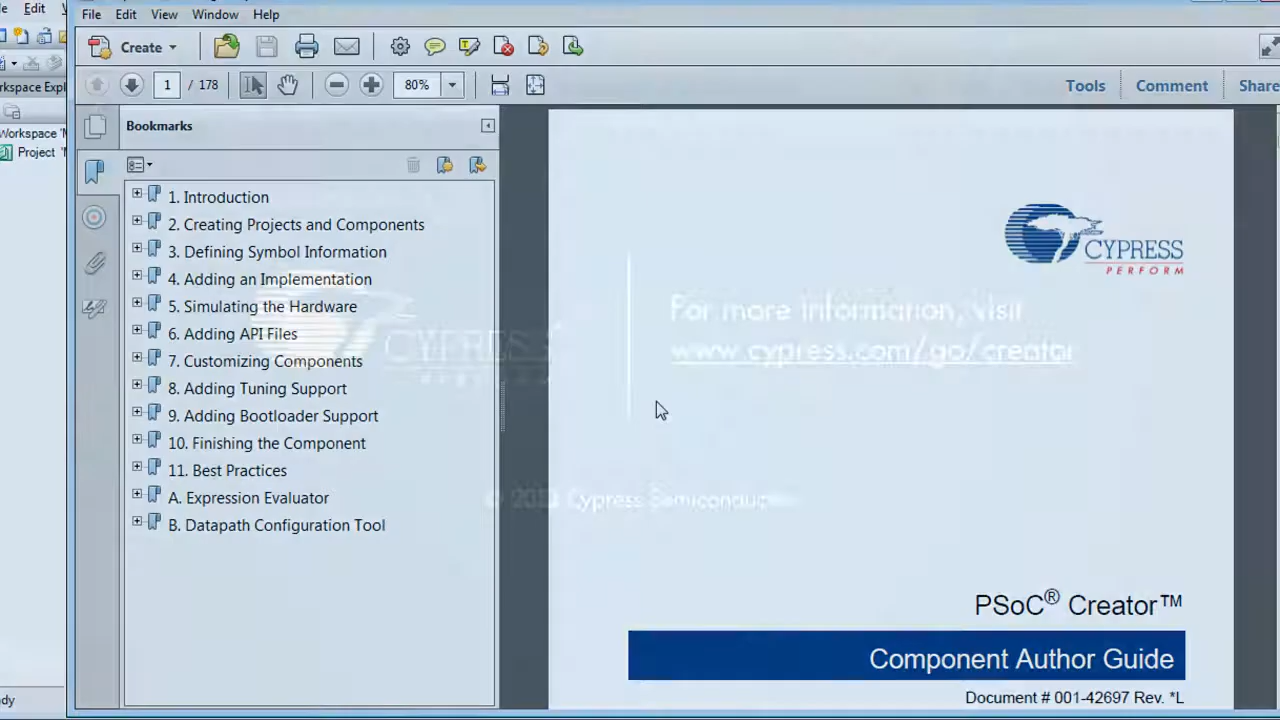 File Edit View Window Help
Edit
Create
1 / 178
80%
Tools
Comment
Share
Bookmarks
Workspace
Project
1. Introduction
2. Creating Projects and Components
3. Defining Symbol Information
4. Adding an Implementation
5. Simulating the Hardware
6. Adding API Files
7. Customizing Components
8. Adding Tuning Support
9. Adding Bootloader Support
10. Finishing the Component
11. Best Practices
A. Expression Evaluator
B. Datapath Configuration Tool
CYPRESS
PERFORM
CYPRESS
For more information, visit
www.cypress.com/go/creator
Cypress Semiconductor
PSoC® Creator™
Component Author Guide
Document # 001-42697 Rev. *L